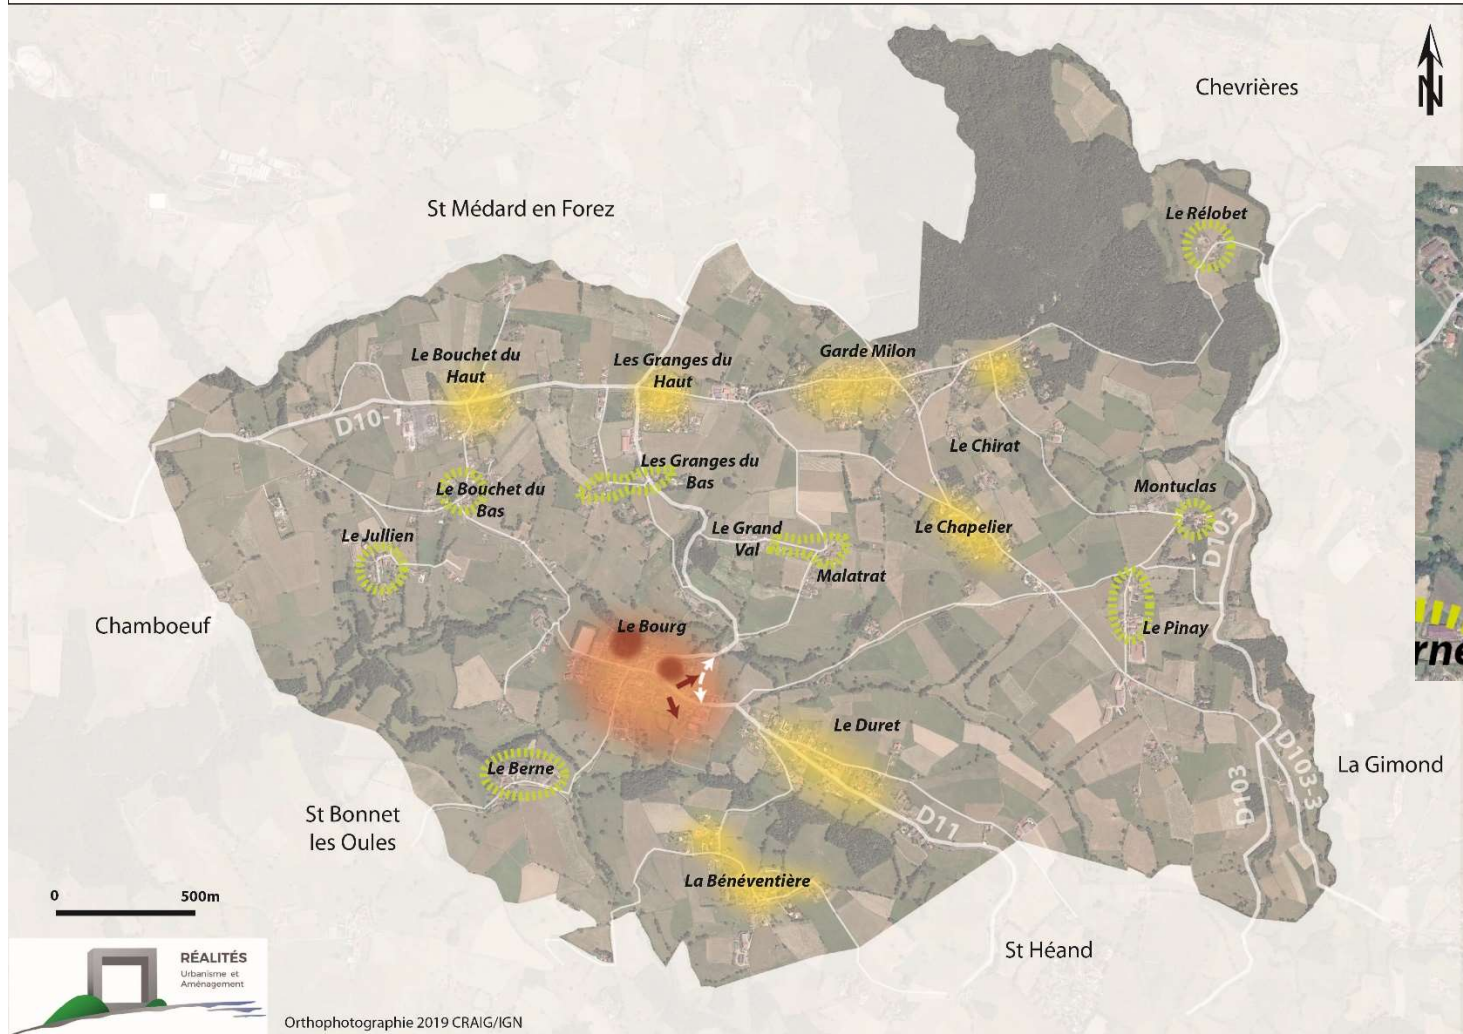 Chevrières
N
St Médard en Forez
Le Rélobet
Le Bouchet du
Haut
Les Granges du
Haut
Garde Milon
D10-1
Le Chirat
Les Granges du
Bas
Le Bouchet du
Bas
Montuclas
Le Jullien
Le Grand
Val
Le Chapelier
D103
Malatrat
Chamboeuf
Le Bourg
Le Pinay
rne
Le Duret
La Gimond
Le Berne
D103-3
D103
St Bonnet
les Oules
D11
La Bénéventière
0 500m
St Héand
RÉALITÉS
Urbanisme et
Aménagement
Orthophotographie 2019 CRAIG/IGN